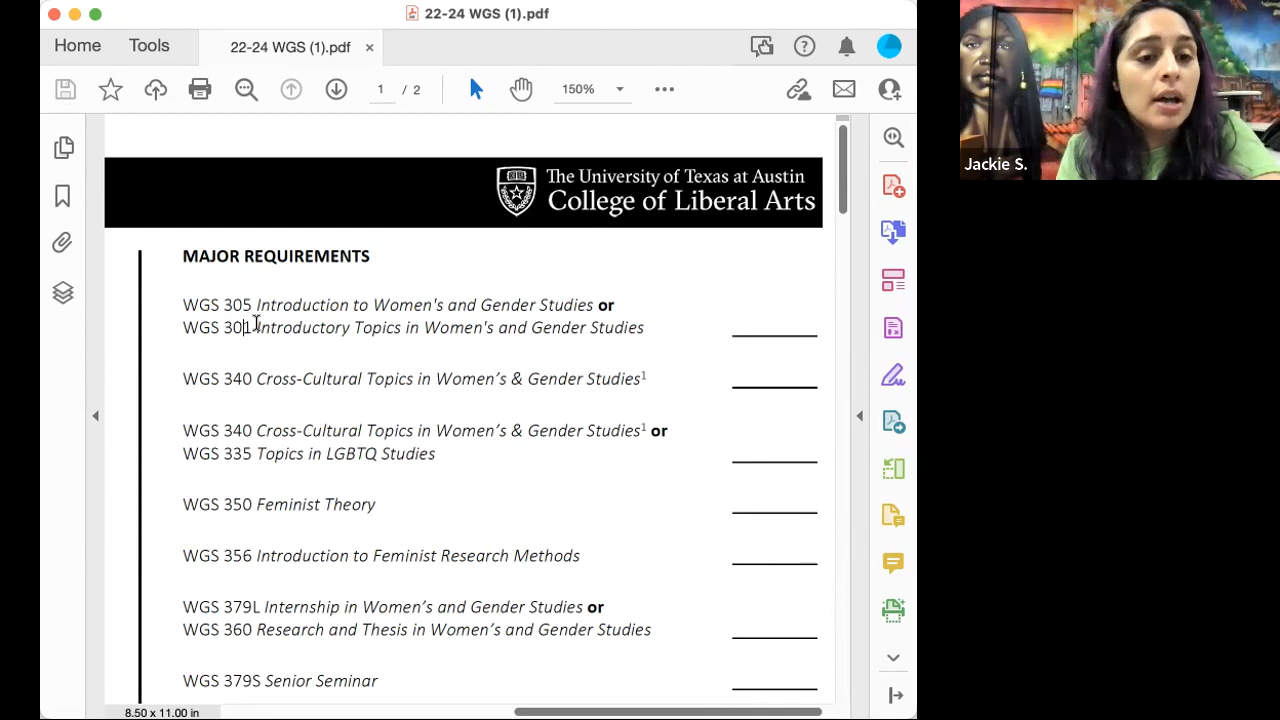 22-24 WGS (1).pdf
Home
Tools
22-24 WGS (1).pdf
1 / 2
150%
The University of Texas at Austin
College of Liberal Arts
MAJOR REQUIREMENTS
WGS 305 Introduction to Women's and Gender Studies or
WGS 301 Introductory Topics in Women's and Gender Studies
WGS 340 Cross-Cultural Topics in Women’s & Gender Studies¹
WGS 340 Cross-Cultural Topics in Women’s & Gender Studies¹ or
WGS 335 Topics in LGBTQ Studies
WGS 350 Feminist Theory
WGS 356 Introduction to Feminist Research Methods
WGS 379L Internship in Women’s and Gender Studies or
WGS 360 Research and Thesis in Women’s and Gender Studies
WGS 379S Senior Seminar
8.50 x 11.00 in
Jackie S.